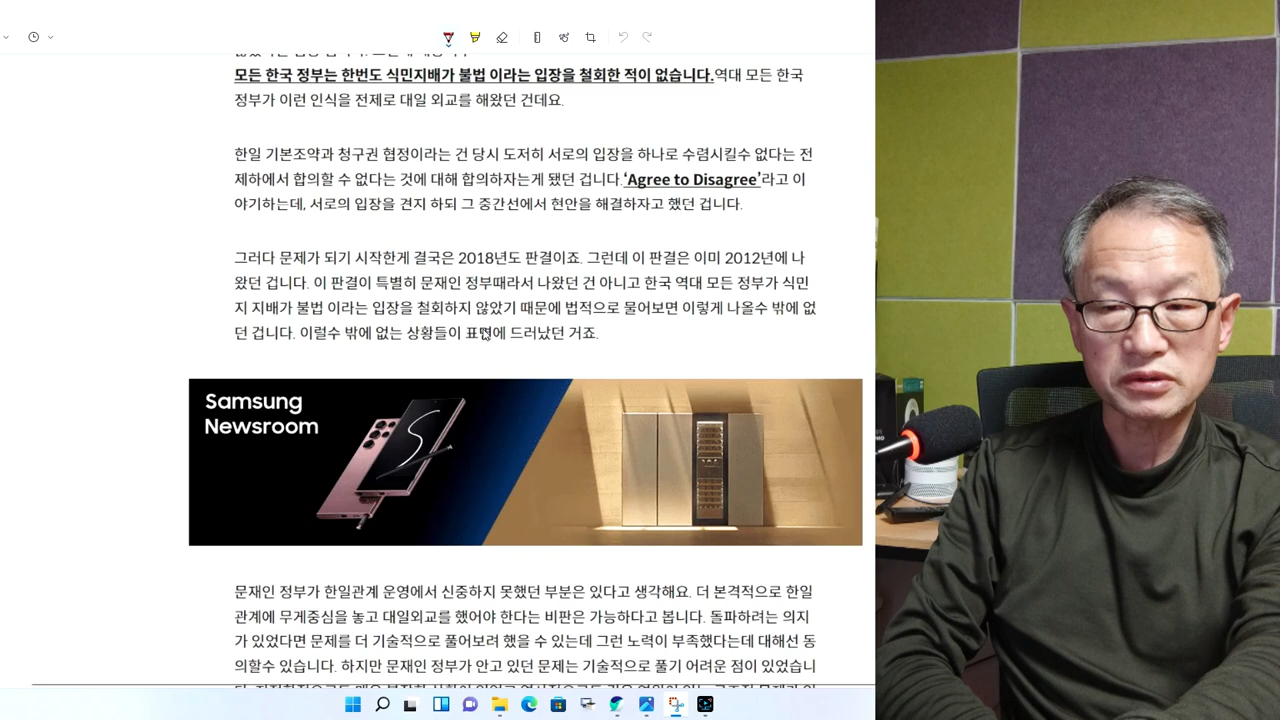 모든 한국 정부는 한번도 식민지배가 불법 이라는 입장을 철회한 적이 없습니다.역대 모든 한국
정부가 이런 인식을 전제로 대일 외교를 해왔던 건데요.
한일 기본조약과 청구권 협정이라는 건 당시 도저히 서로의 입장을 하나로 수렴시킬수 없다는 전
제하에서 합의할 수 없다는 것에 대해 합의하자는게 됐던 겁니다.‘Agree to Disagree’라고 이
야기하는데, 서로의 입장을 견지 하되 그 중간선에서 현안을 해결하자고 했던 겁니다.
그러다 문제가 되기 시작한게 결국은 2018년도 판결이죠. 그런데 이 판결은 이미 2012년에 나
왔던 겁니다. 이 판결이 특별히 문재인 정부때라서 나왔던 건 아니고 한국 역대 모든 정부가 식민
지 지배가 불법 이라는 입장을 철회하지 않았기 때문에 법적으로 물어보면 이렇게 나올수 밖에 없
던 겁니다. 이럴수 밖에 없는 상황들이 표면에 드러났던 거죠.
Samsung
Newsroom
문재인 정부가 한일관계 운영에서 신중하지 못했던 부분은 있다고 생각해요. 더 본격적으로 한일
관계에 무게중심을 놓고 대일외교를 했어야 한다는 비판은 가능하다고 봅니다. 돌파하려는 의지
가 있었다면 문제를 더 기술적으로 풀어보려 했을 수 있는데 그런 노력이 부족했다는데 대해선 동
의할수 있습니다. 하지만 문재인 정부가 안고 있던 문제는 기술적으로 풀기 어려운 점이 있었습니